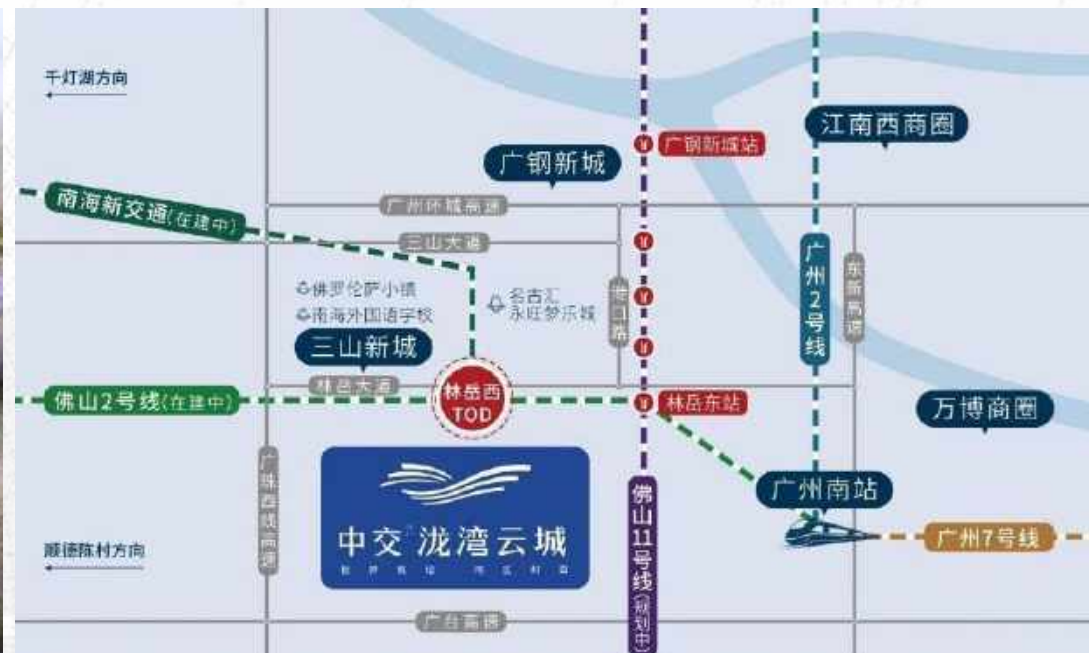 千灯湖方向
江南西商圈
广钢新城站
广钢新城
南海新交通(在建中)
广州环城高速
三山大道
佛罗伦萨小镇
南海外国语学校
名古汇
永旺梦乐城
港口路
广州2号线
东新高速
三山新城
林岳大道
佛山2号线(在建中)
林岳西
TOD
林岳东站
万博商圈
广珠西线高速
中交泷湾云城
佛山11号线(规划中)
广州南站
广州7号线
顺德陈村方向
广台高速